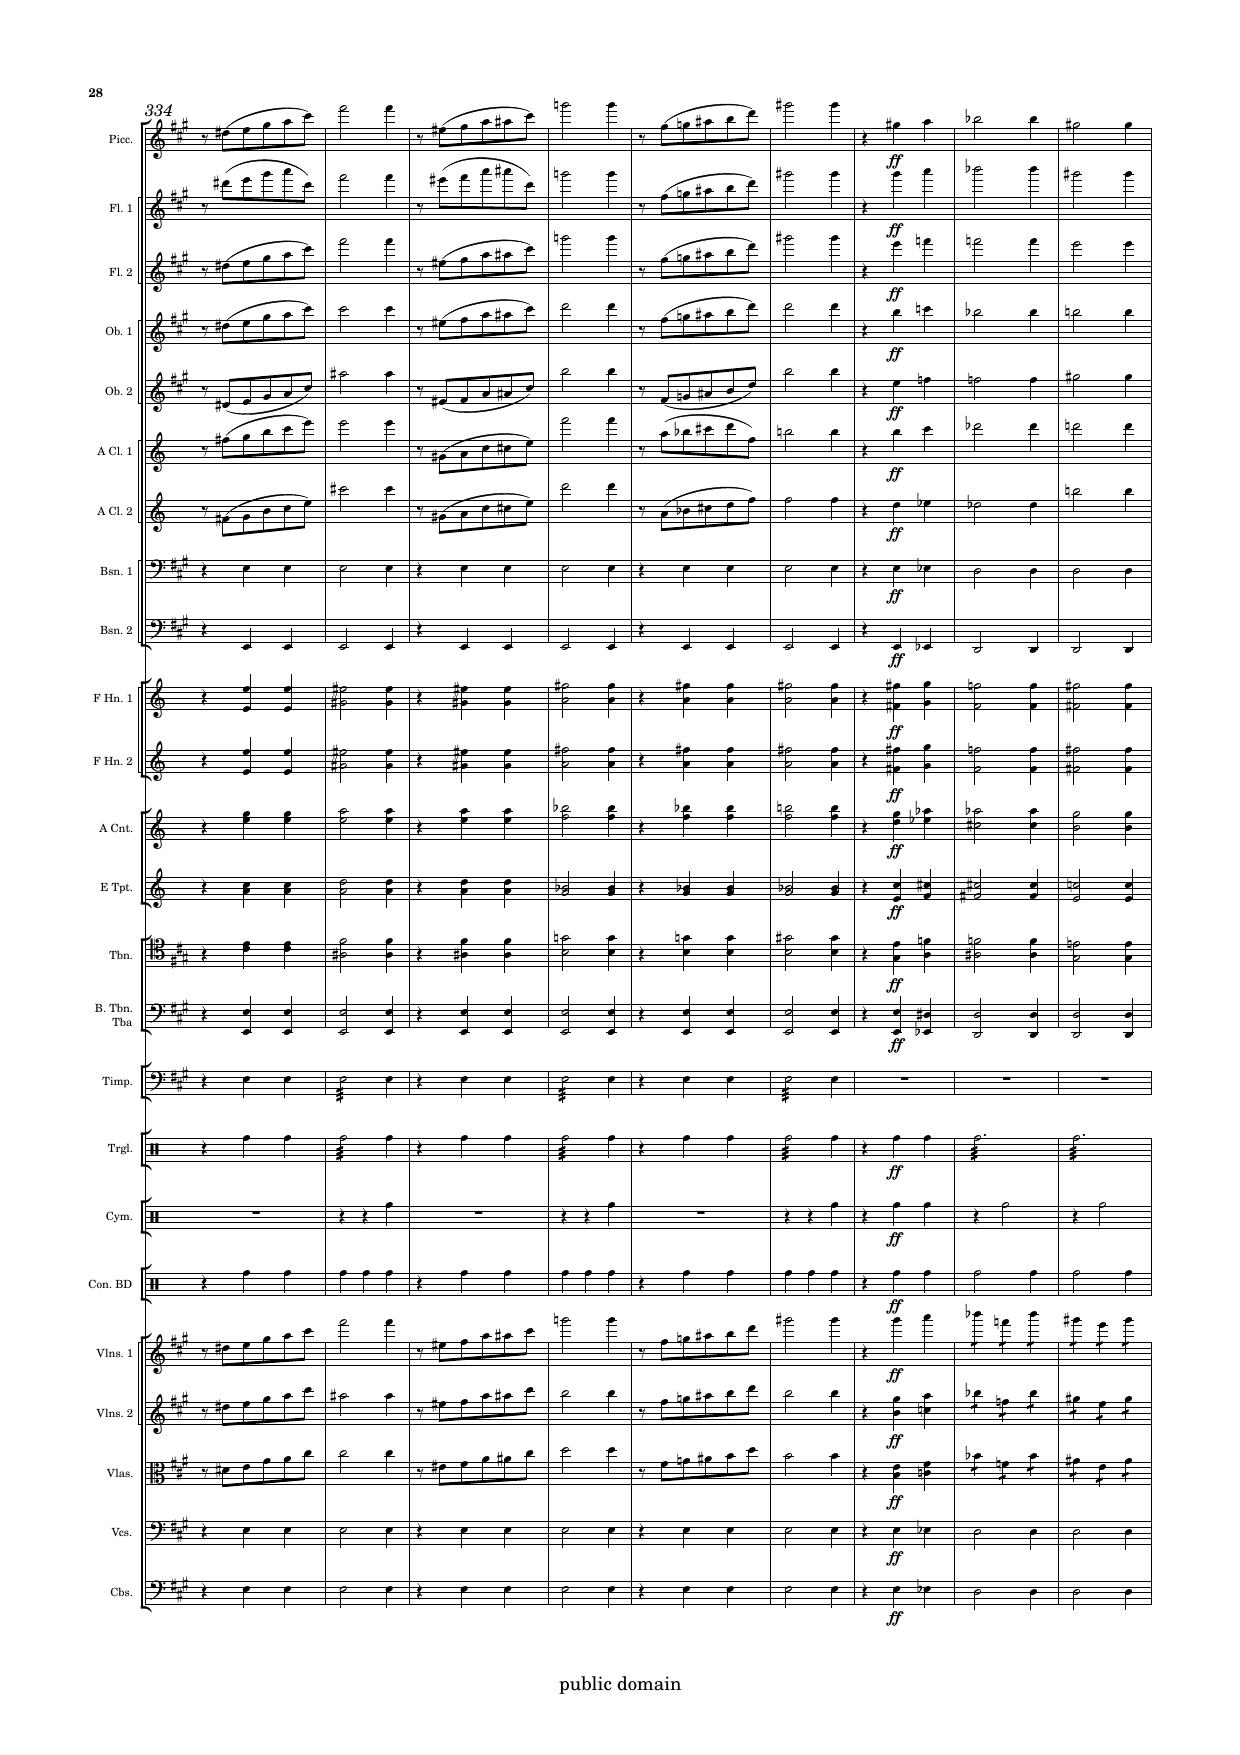 28
334
Picc.
ff
Fl. 1
ff
Fl. 2
ff
Ob. 1
ff
Ob. 2
ff
A Cl. 1
ff
A Cl. 2
ff
Bsn. 1
ff
Bsn. 2
ff
F Hn. 1
ff
F Hn. 2
ff
A Cnt.
ff
E Tpt.
ff
Tbn.
ff
B. Tbn.
Tba
ff
Timp.
Trgl.
ff
Cym.
ff
Con. BD
ff
Vlns. 1
ff
Vlns. 2
ff
Vlas.
ff
Vcs.
ff
Cbs.
ff
public domain